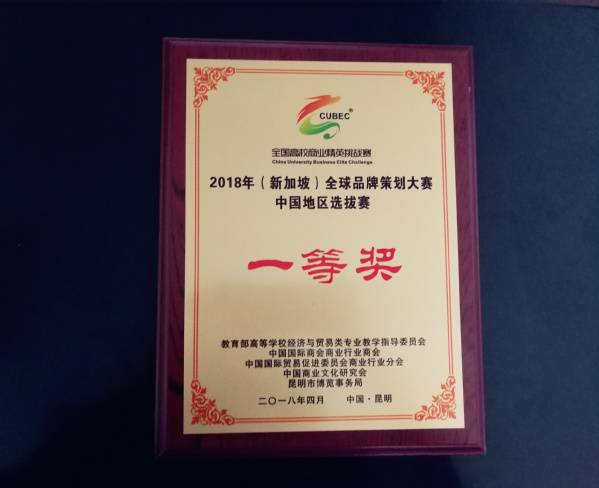 CUBEC®
全国高校商业精英挑战赛
China University Business Elite Challenge
2018年（新加坡）全球品牌策划大赛
中国地区选拔赛
一等奖
教育部高等学校经济与贸易类专业教学指导委员会
中国国际商会商业行业商会
中国国际贸易促进委员会商业行业分会
中国商业文化研究会
昆明市博览事务局
二〇一八年四月 中国·昆明